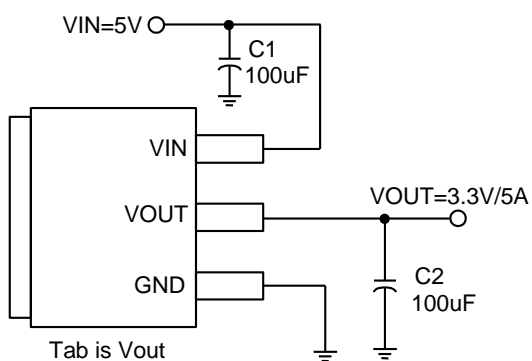 VIN=5V
C1
100uF
VIN
VOUT
GND
VOUT=3.3V/5A
C2
100uF
Tab is Vout